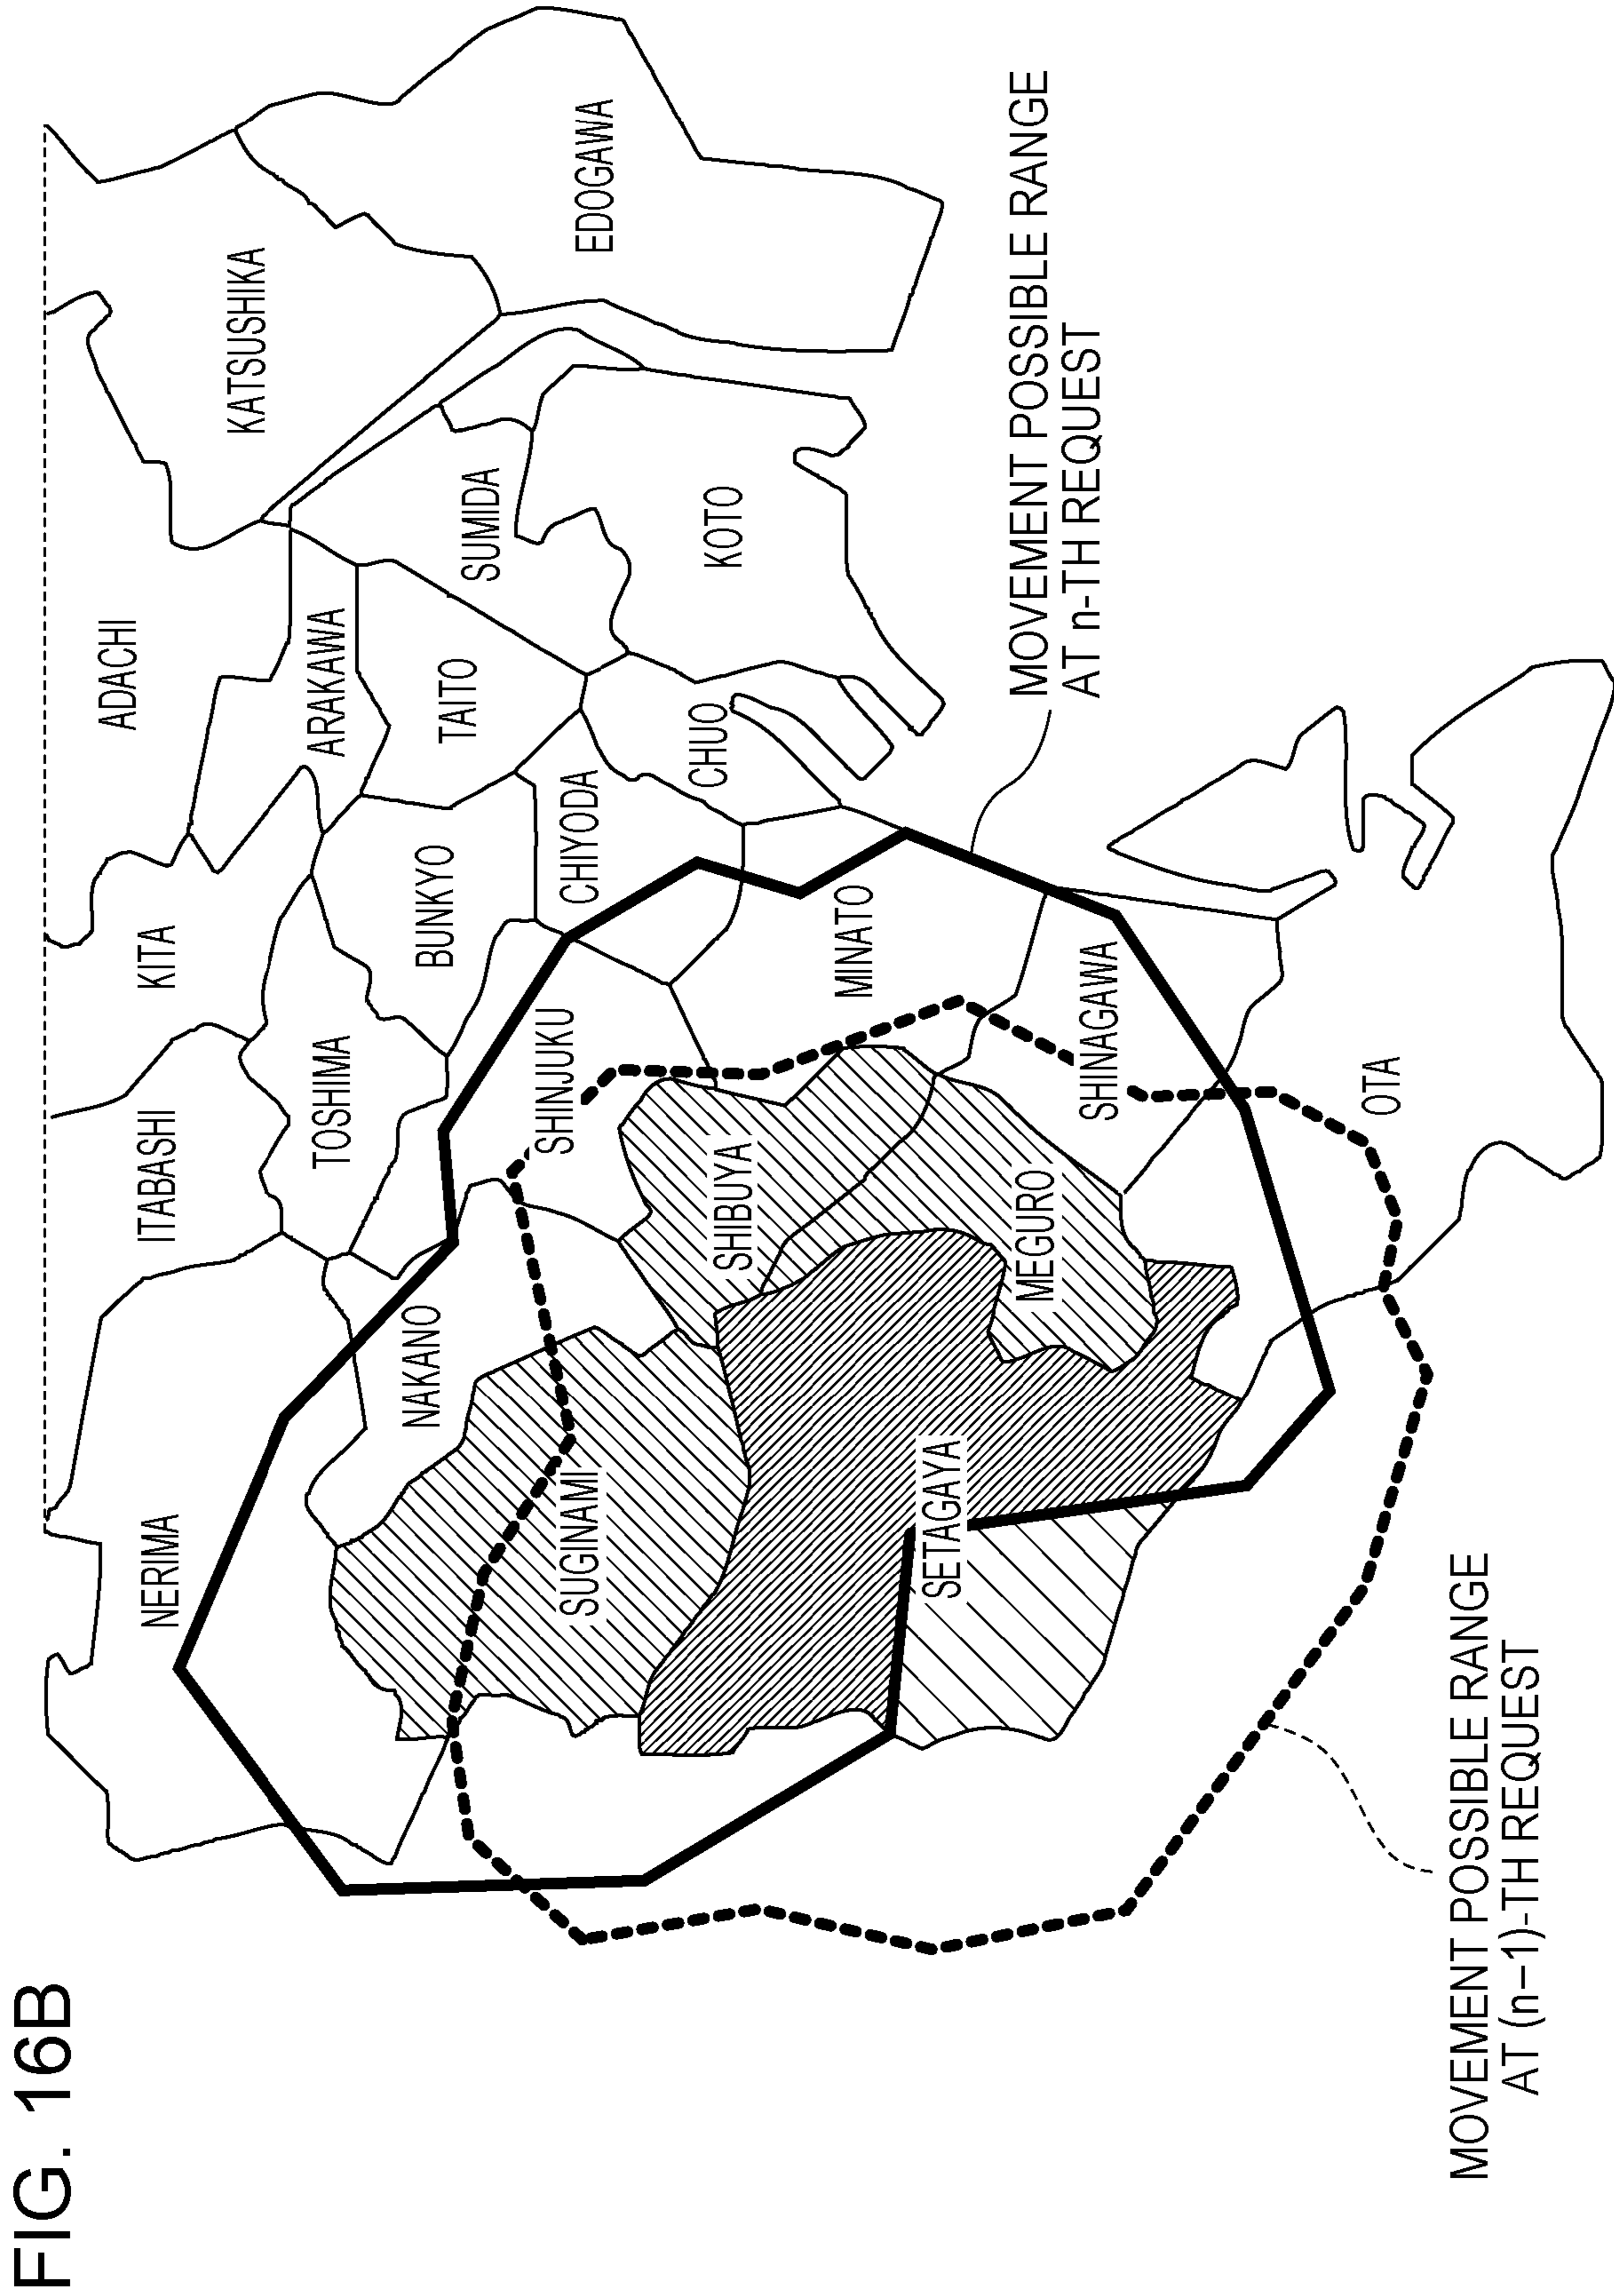 FIG. 16B
ADACHI
KATSUSHIKA
KITA
ITABASHI
NERIMA
ARAKAWA
EDOGAWA
TOSHIMA
BUNKYO
TAITO
SUMIDA
NAKANO
SHINJUKU
CHIYODA
SUGINAMI
CHUO
KOTO
SHIBUYA
MINATO
SETAGAYA
MEGURO
SHINAGAWA
OTA
MOVEMENT POSSIBLE RANGE
AT n-TH REQUEST
MOVEMENT POSSIBLE RANGE
AT (n−1)-TH REQUEST